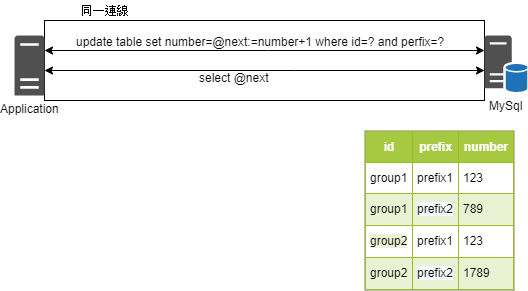 同一連線
update table set number=@next:=number+1 where id=? and perfix=?
select @next
Application
MySql
id prefix number
group1 prefix1 123
group1 prefix2 789
group2 prefix1 123
group2 prefix2 1789